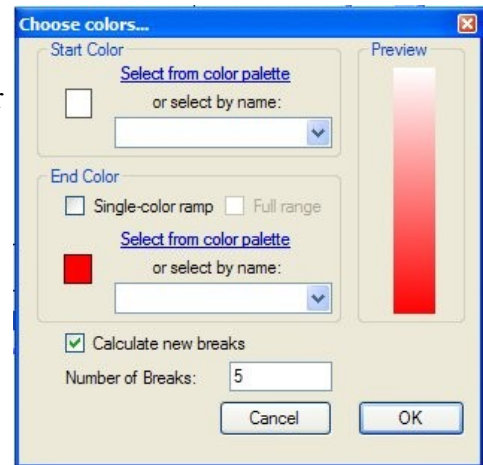 Choose colors...
Start Color
Select from color palette
or select by name:
Preview
End Color
Single-color ramp Full range
Select from color palette
or select by name:
Calculate new breaks
Number of Breaks: 5
Cancel OK